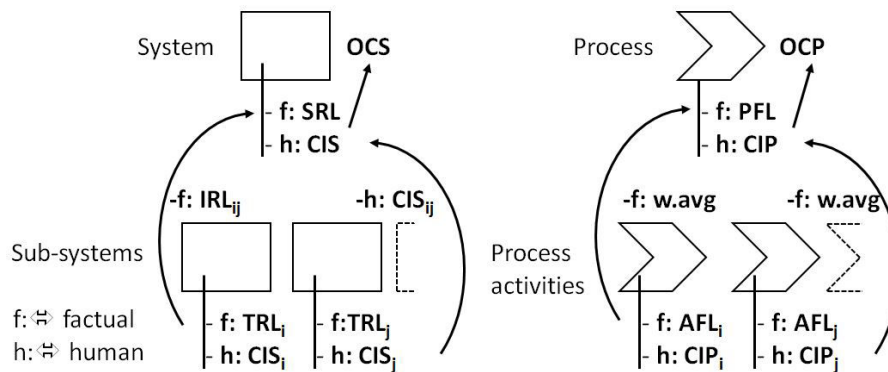 System
OCS
- f: SRL
- h: CIS
-f: IRLij
-h: CISij
Sub-systems
- f: TRLi
- h: CISi
- f:TRLj
- h: CISj
f:⇔ factual
h:⇔ human
Process
OCP
- f: PFL
- h: CIP
-f: w.avg
-f: w.avg
Process
activities
- f: AFLi
- h: CIPi
- f: AFLj
- h: CIPj